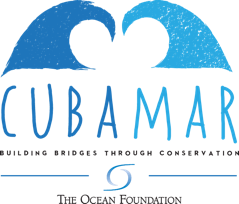 CUBAMAR
BUILDING BRIDGES THROUGH CONSERVATION
THE OCEAN FOUNDATION